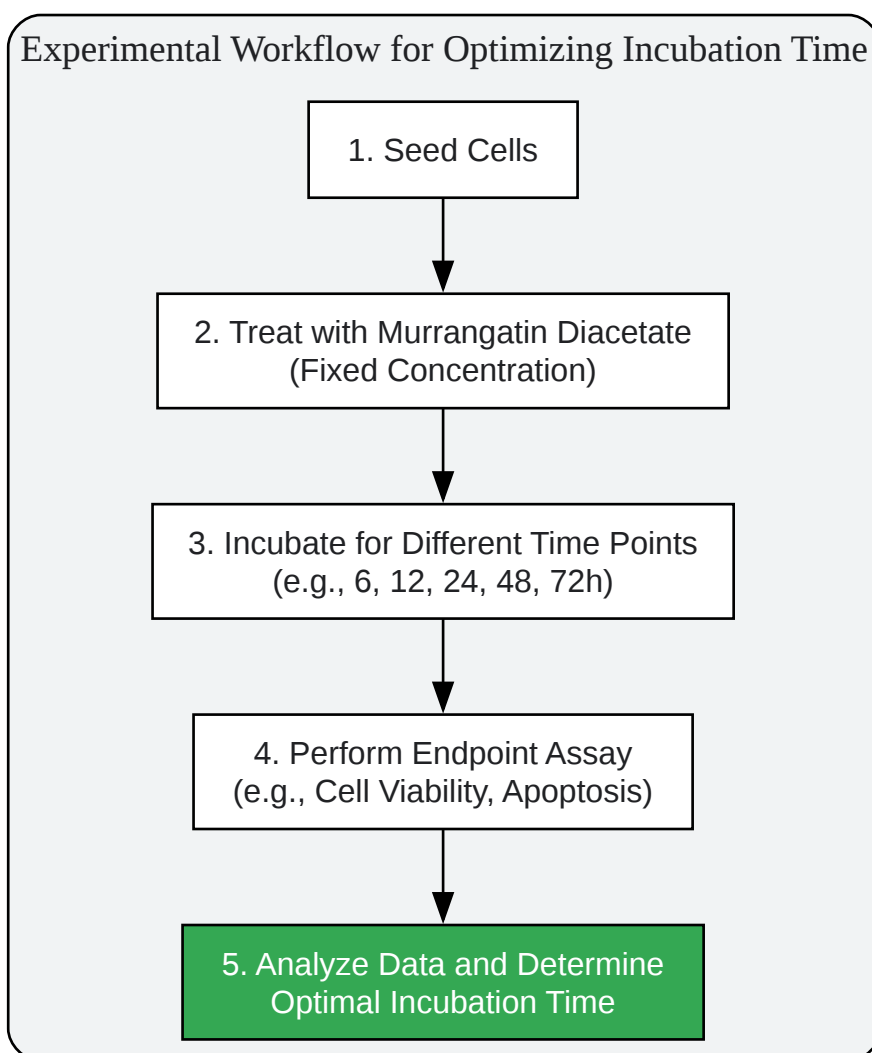 Experimental Workflow for Optimizing Incubation Time
1. Seed Cells
2. Treat with Murrangatin Diacetate
(Fixed Concentration)
3. Incubate for Different Time Points
(e.g., 6, 12, 24, 48, 72h)
4. Perform Endpoint Assay
(e.g., Cell Viability, Apoptosis)
5. Analyze Data and Determine
Optimal Incubation Time